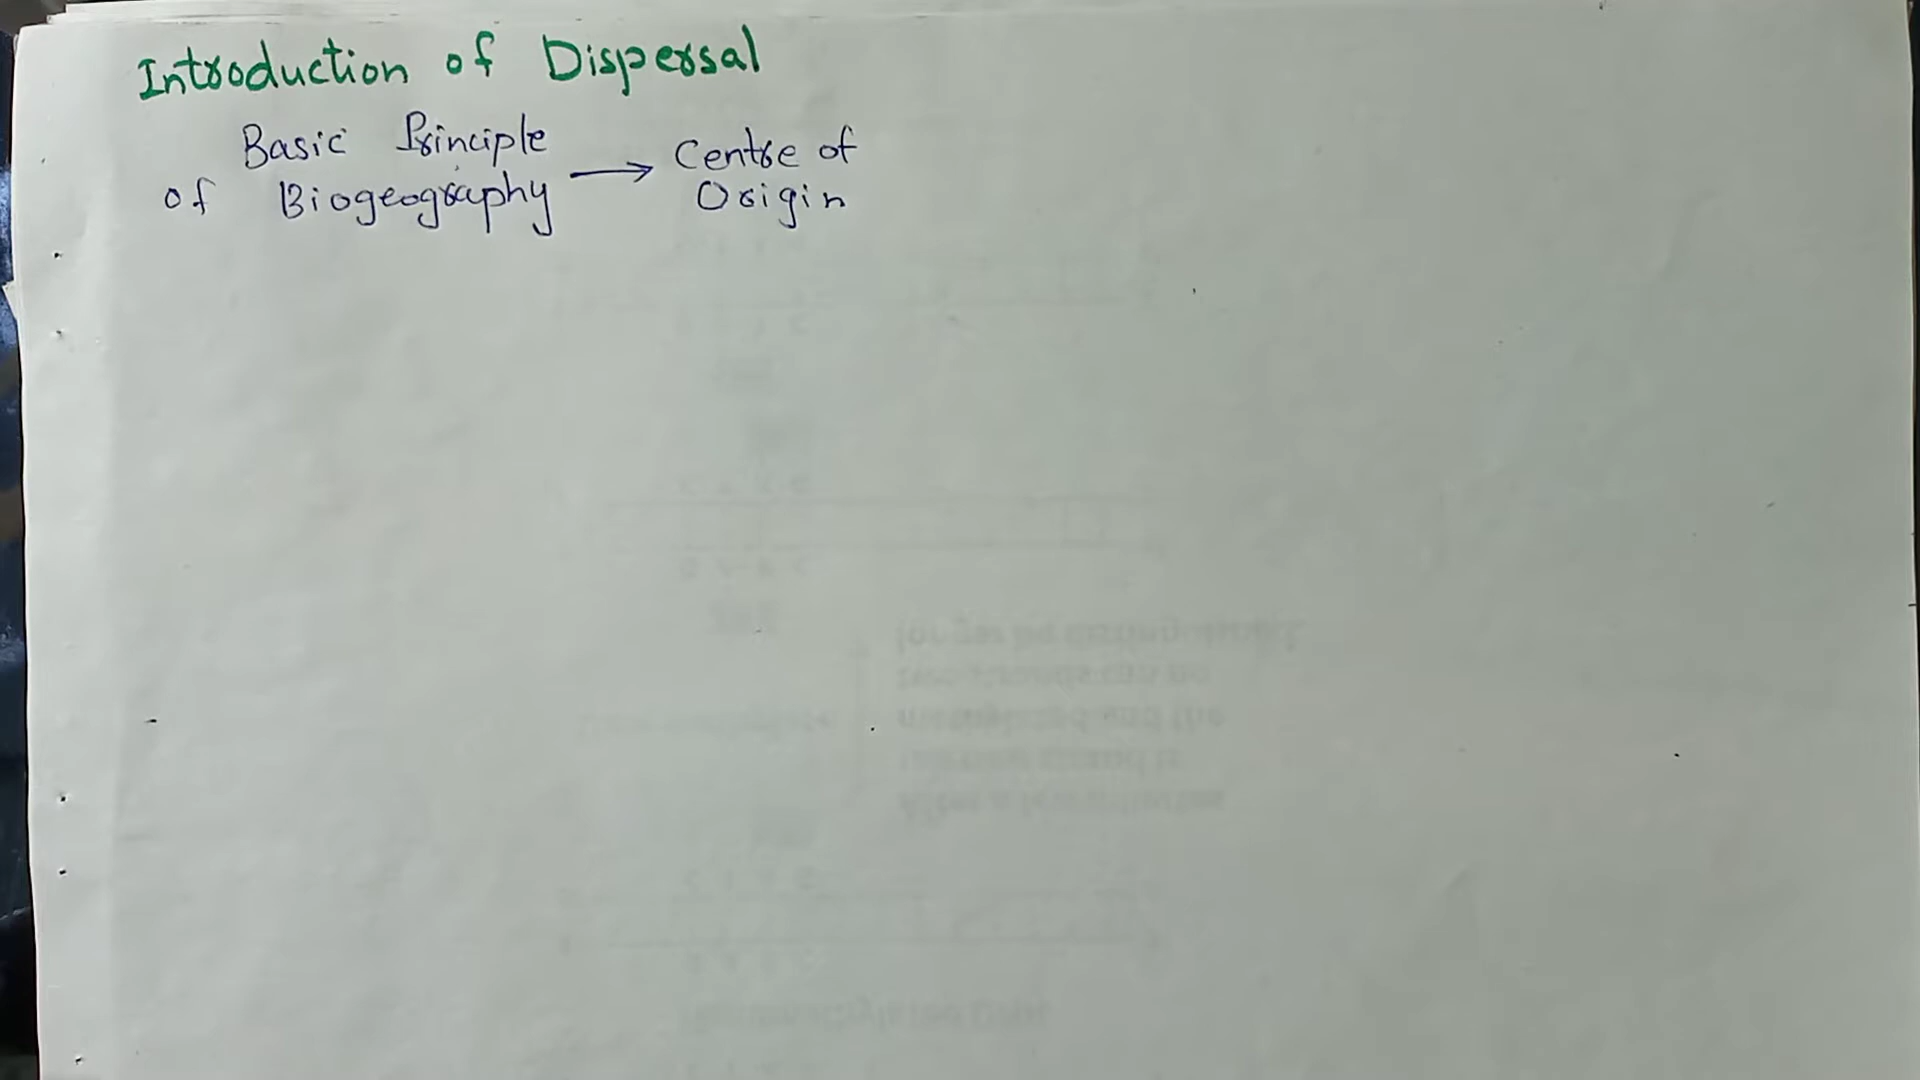 Introduction of Dispersal
Basic Principle
of Biogeography → Centre of
Origin